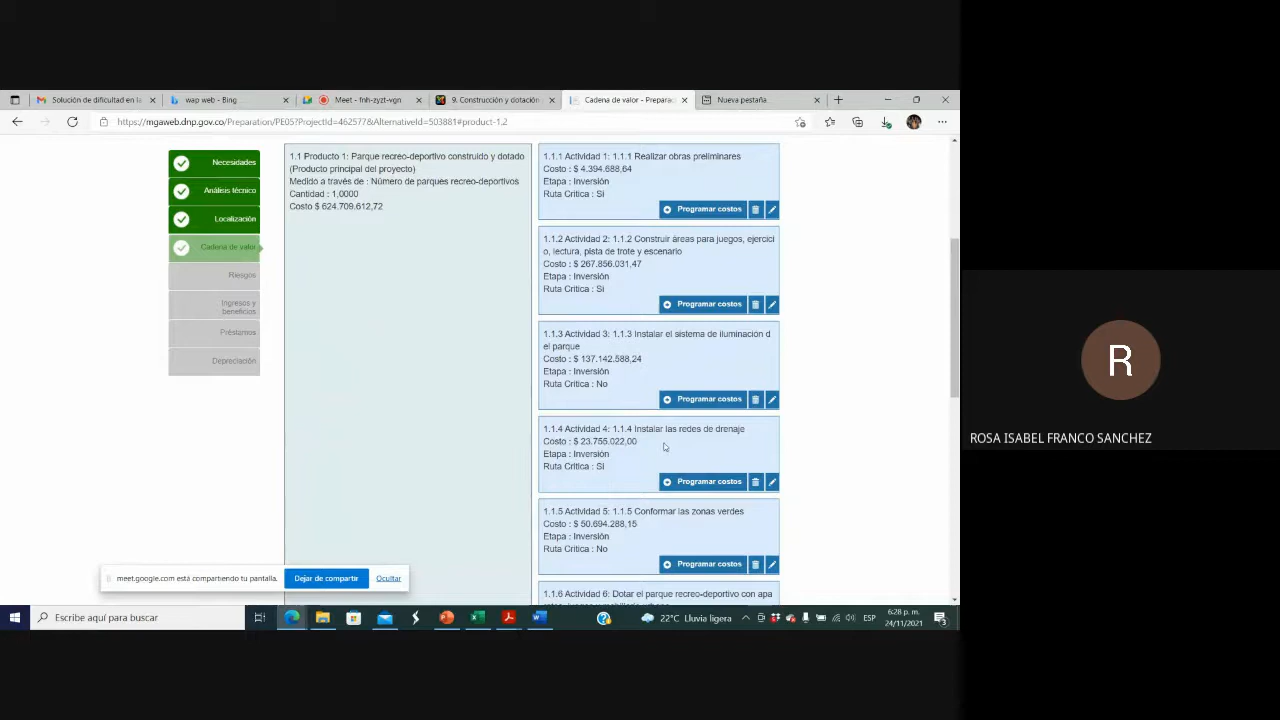 Solución de dificultad en la
wap web - Bing
Meet - fnh-zyzt-vgn
9. Construcción y dotación
Cadena de valor - Preparac
Nueva pestaña
https://mgaweb.dnp.gov.co/Preparation/PE05?ProjectId=462577&AlternativeId=503881#product-1.2
Necesidades
Análisis técnico
Localización
Cadena de valor
Riesgos
Ingresos y
beneficios
Préstamos
Depreciación
1.1 Producto 1: Parque recreo-deportivo construido y dotado
(Producto principal del proyecto)
Medido a través de : Número de parques recreo-deportivos
Cantidad : 1,0000
Costo $ 624.709.612,72
1.1.1 Actividad 1: 1.1.1 Realizar obras preliminares
Costo : $ 4.394.688,64
Etapa : Inversión
Ruta Critica : Si
Programar costos
1.1.2 Actividad 2: 1.1.2 Construir áreas para juegos, ejercici
o, lectura, pista de trote y escenario
Costo : $ 267.856.031,47
Etapa : Inversión
Ruta Critica : Si
Programar costos
1.1.3 Actividad 3: 1.1.3 Instalar el sistema de iluminación d
el parque
Costo : $ 137.142.588,24
Etapa : Inversión
Ruta Critica : No
Programar costos
1.1.4 Actividad 4: 1.1.4 Instalar las redes de drenaje
Costo : $ 23.755.022,00
Etapa : Inversión
Ruta Critica : Si
Programar costos
1.1.5 Actividad 5: 1.1.5 Conformar las zonas verdes
Costo : $ 50.694.288,15
Etapa : Inversión
Ruta Critica : No
Programar costos
1.1.6 Actividad 6: Dotar el parque recreo-deportivo con apa
meet.google.com está compartiendo tu pantalla.
Dejar de compartir
Ocultar
Escribe aquí para buscar
22°C Lluvia ligera
ESP
6:28 p. m.
24/11/2021
3
R
ROSA ISABEL FRANCO SANCHEZ